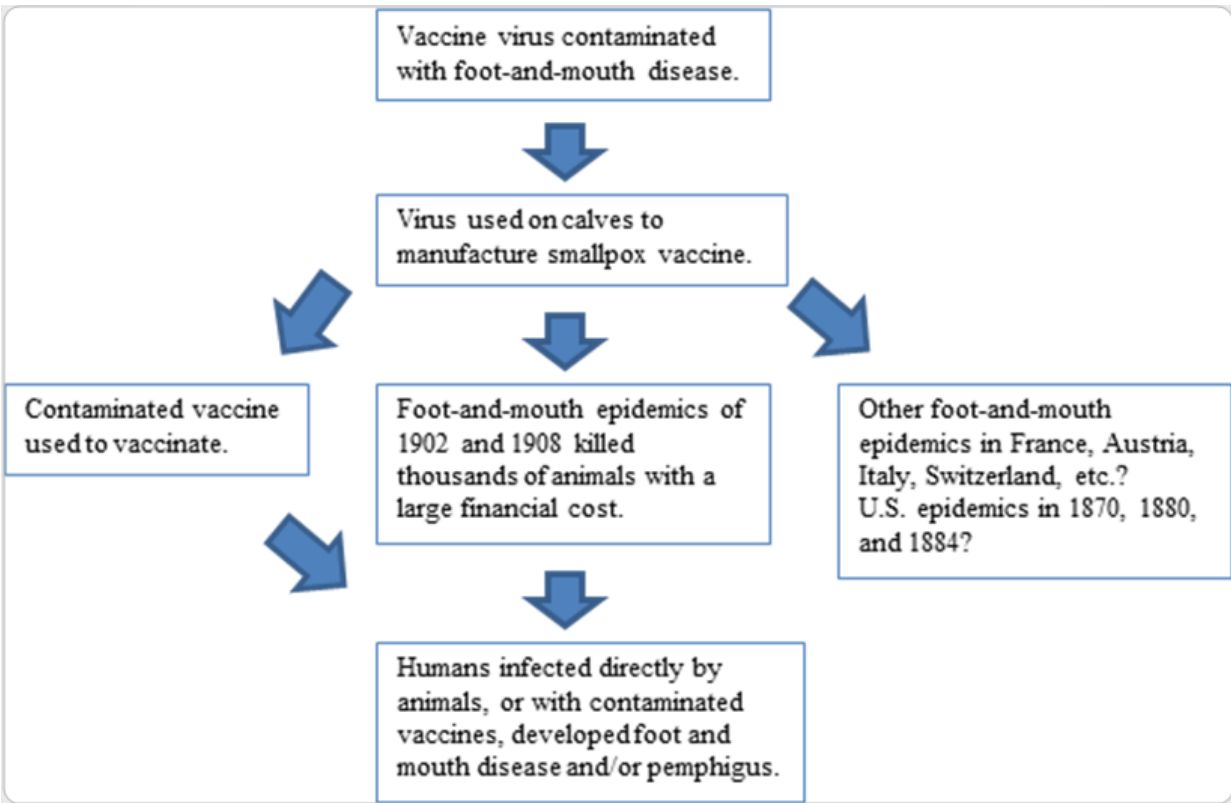 Vaccine virus contaminated
with foot-and-mouth disease.
Virus used on calves to
manufacture smallpox vaccine.
Contaminated vaccine
used to vaccinate.
Foot-and-mouth epidemics of
1902 and 1908 killed
thousands of animals with a
large financial cost.
Other foot-and-mouth
epidemics in France, Austria,
Italy, Switzerland, etc.?
U.S. epidemics in 1870, 1880,
and 1884?
Humans infected directly by
animals, or with contaminated
vaccines, developed foot and
mouth disease and/or pemphigus.